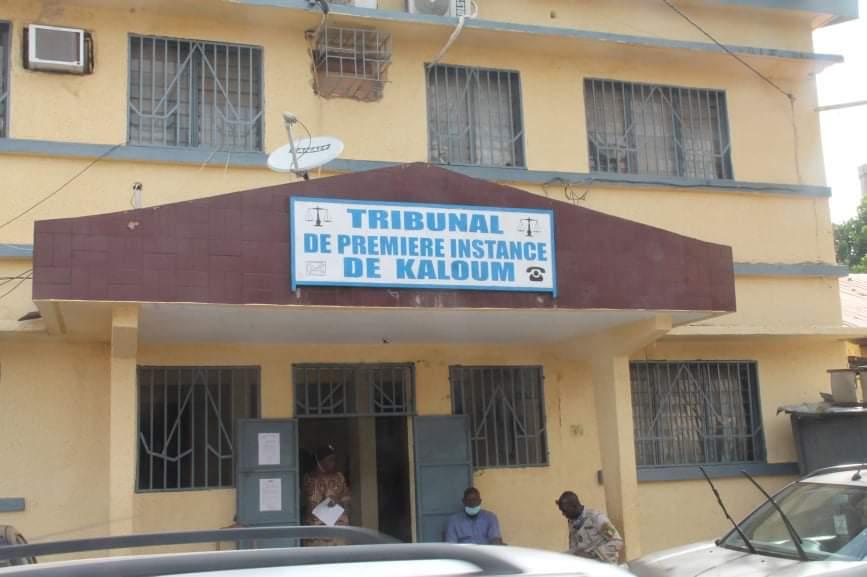 TRIBUNAL
DE PREMIERE INSTANCE
DE KALOUM